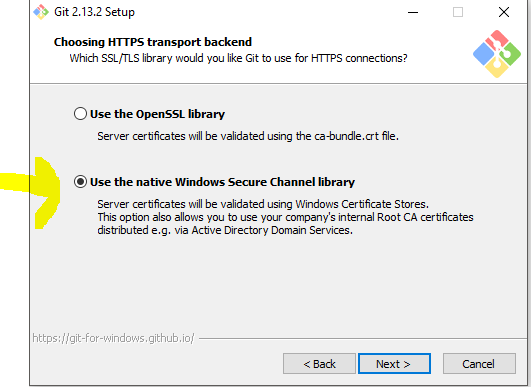 Git 2.13.2 Setup
Choosing HTTPS transport backend
Which SSL/TLS library would you like Git to use for HTTPS connections?
Use the OpenSSL library
Server certificates will be validated using the ca-bundle.crt file.
Use the native Windows Secure Channel library
Server certificates will be validated using Windows Certificate Stores.
This option also allows you to use your company's internal Root CA certificates
distributed e.g. via Active Directory Domain Services.
https://git-for-windows.github.io/
< Back
Next >
Cancel